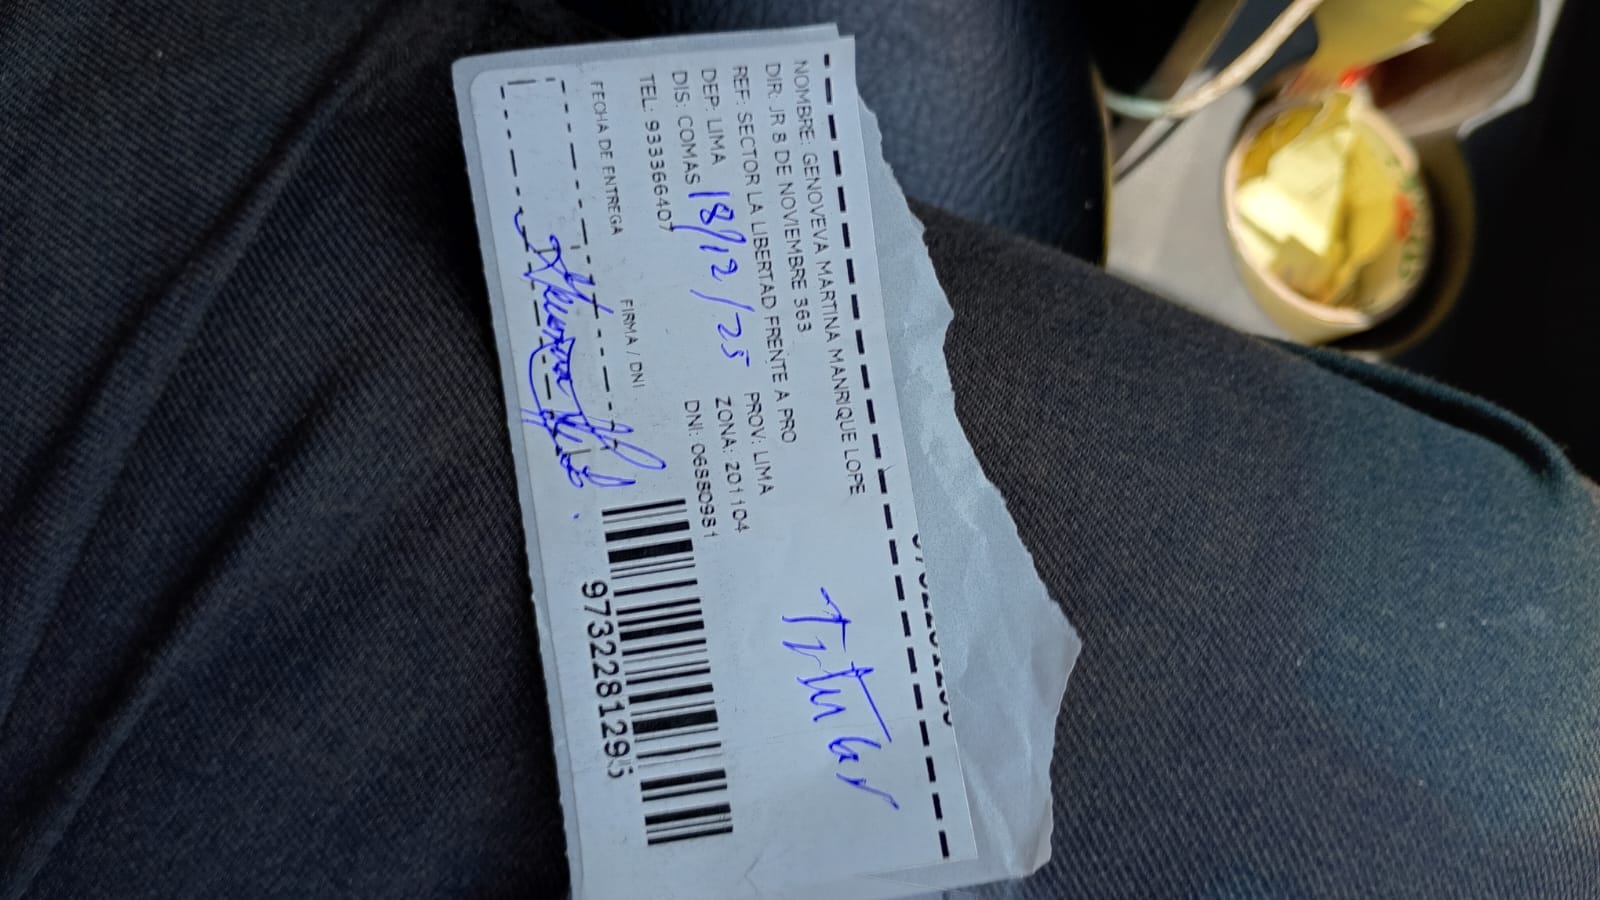 NOMBRE: GENOVEVA MARTINA MANRIQUE LOPE
DIR: JR 8 DE NOVIEMBRE 363
REF: SECTOR LA LIBERTAD FRENTE A PRO
DEP: LIMA PROV: LIMA
DIS: COMAS ZONA: 201104
TEL: 933366407 DNI: 06880981
18/12/25
Titular
FECHA DE ENTREGA FIRMA / DNI
973228129